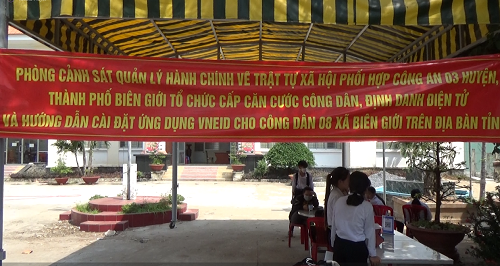 PHÒNG CẢNH SÁT QUẢN LÝ HÀNH CHÍNH VỀ TRẬT TỰ XÃ HỘI PHỐI HỢP CÔNG AN 03 HUYỆN,
THÀNH PHỐ BIÊN GIỚI TỔ CHỨC CẤP CĂN CƯỚC CÔNG DÂN, ĐỊNH DANH ĐIỆN TỬ
VÀ HƯỚNG DẪN CÀI ĐẶT ỨNG DỤNG VNEID CHO CÔNG DÂN 08 XÃ BIÊN GIỚI TRÊN ĐỊA BÀN TỈN